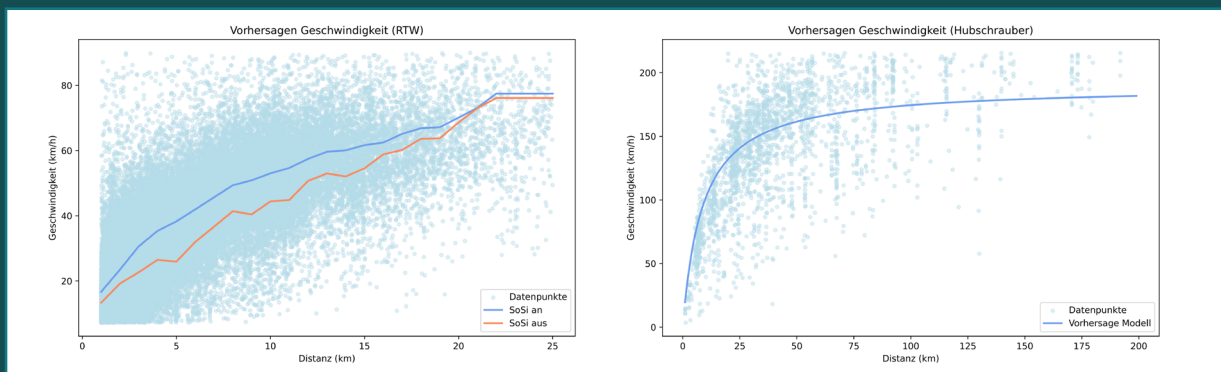 Vorhersagen Geschwindigkeit (RTW)
Geschwindigkeit (km/h)
80
60
40
20
0
5
10
15
20
25
Distanz (km)
Datenpunkte
SoSi an
SoSi aus
Vorhersagen Geschwindigkeit (Hubschrauber)
Geschwindigkeit (km/h)
200
150
100
50
0
0
25
50
75
100
125
150
175
200
Distanz (km)
Datenpunkte
Vorhersage Modell